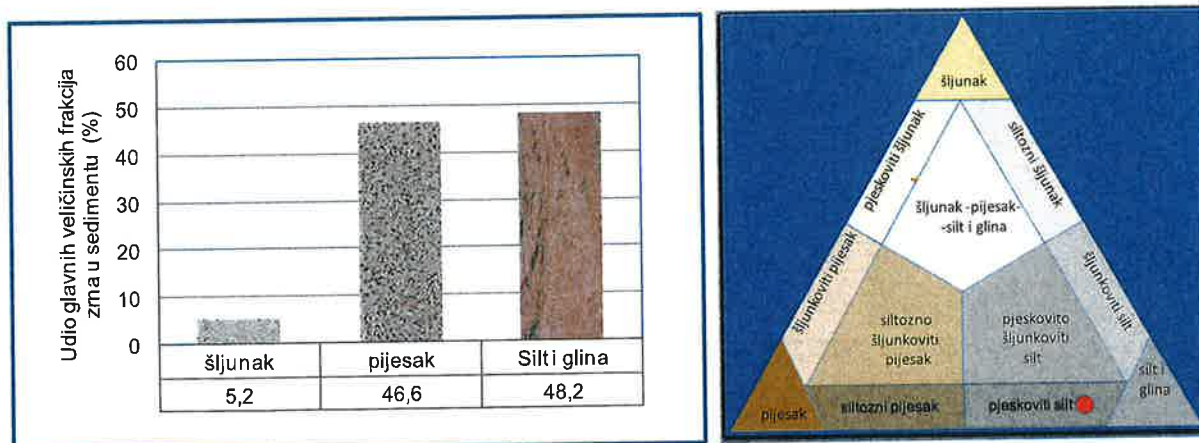 Udio glavnih veličinskih frakcija
zrna u sedimentu (%)
60
50
40
30
20
10
0
šljunak pijesak Silt i glina
5,2 46,6 48,2
šljunak
pjeskoviti šljunak
siltozni šljunak
šljunak -pijesak-
-silt i glina
šljunkoviti pijesak
šljunkoviti silt
siltozno
šljunkoviti
pijesak
pjeskovito
šljunkoviti
silt
silt i
glina
pijesak
siltozni pijesak
pjeskoviti silt